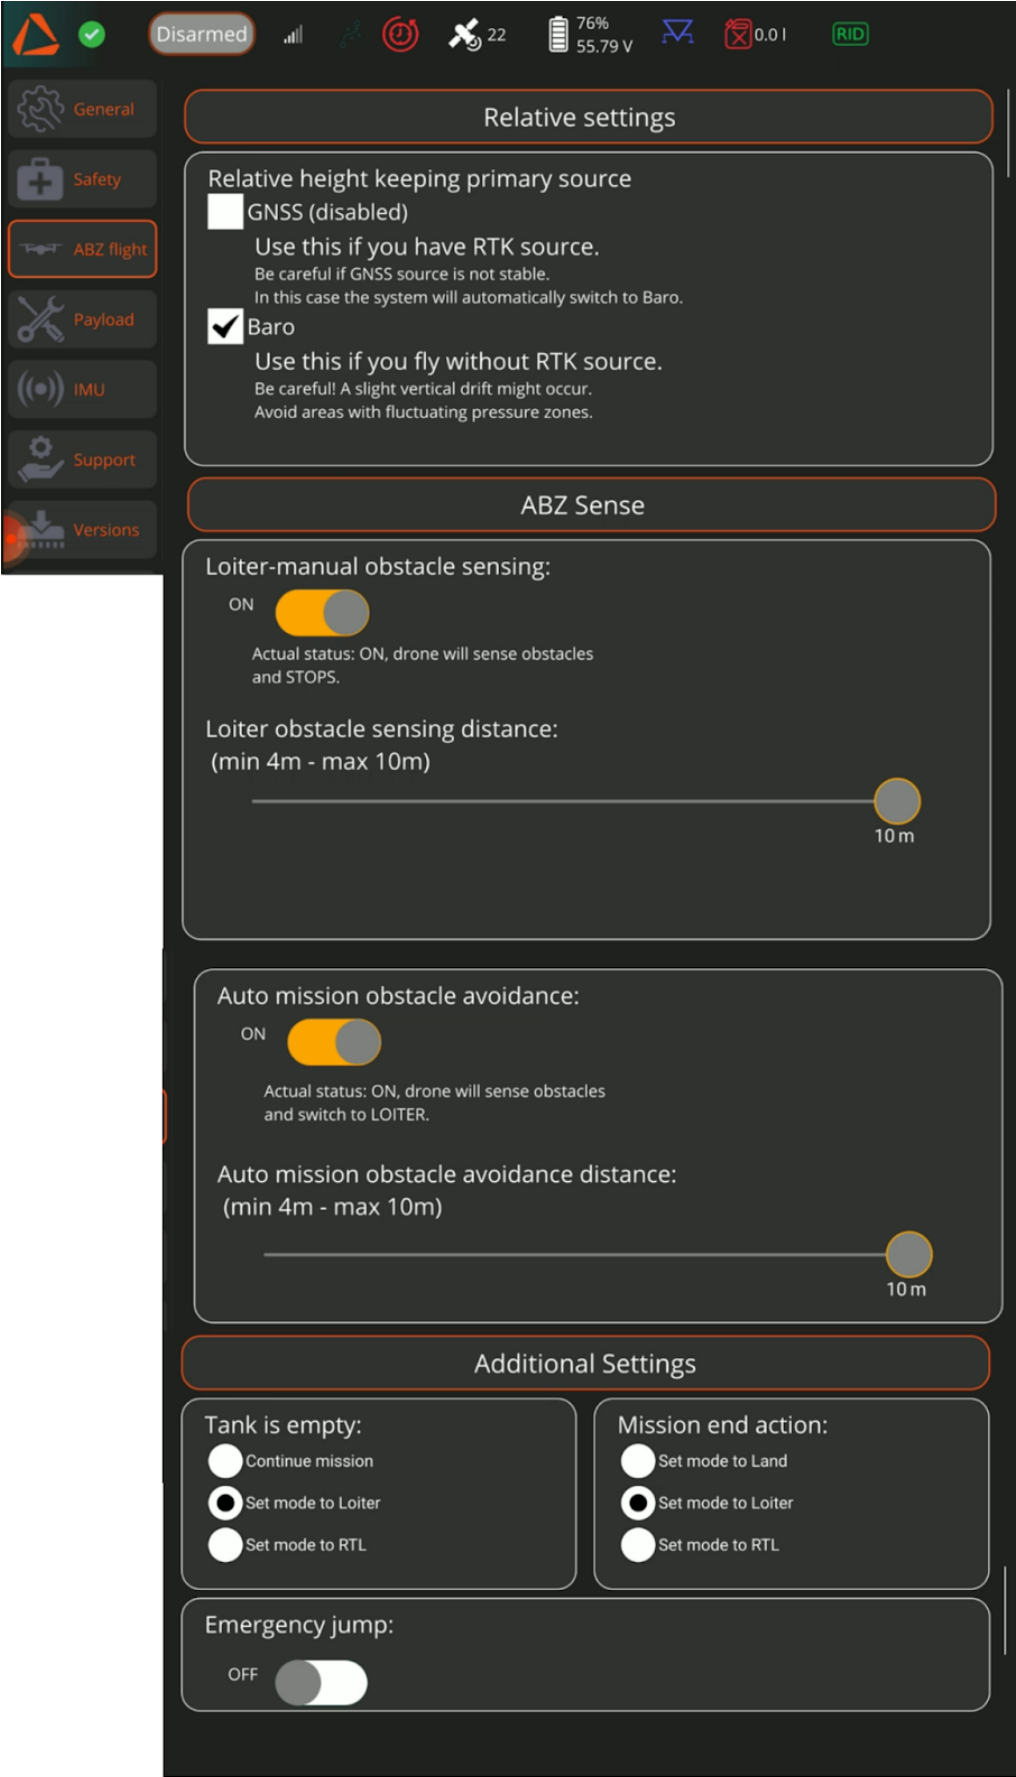 Disarmed
22
76%
55.79 V
0.0 l
RID
General
Safety
ABZ flight
Payload
IMU
Support
Versions
Relative settings
Relative height keeping primary source
GNSS (disabled)
Use this if you have RTK source.
Be careful if GNSS source is not stable.
In this case the system will automatically switch to Baro.
Baro
Use this if you fly without RTK source.
Be careful! A slight vertical drift might occur.
Avoid areas with fluctuating pressure zones.
ABZ Sense
Loiter-manual obstacle sensing:
ON
Actual status: ON, drone will sense obstacles
and STOPS.
Loiter obstacle sensing distance:
(min 4m - max 10m)
10 m
Auto mission obstacle avoidance:
ON
Actual status: ON, drone will sense obstacles
and switch to LOITER.
Auto mission obstacle avoidance distance:
(min 4m - max 10m)
10 m
Additional Settings
Tank is empty:
Continue mission
Set mode to Loiter
Set mode to RTL
Mission end action:
Set mode to Land
Set mode to Loiter
Set mode to RTL
Emergency jump:
OFF